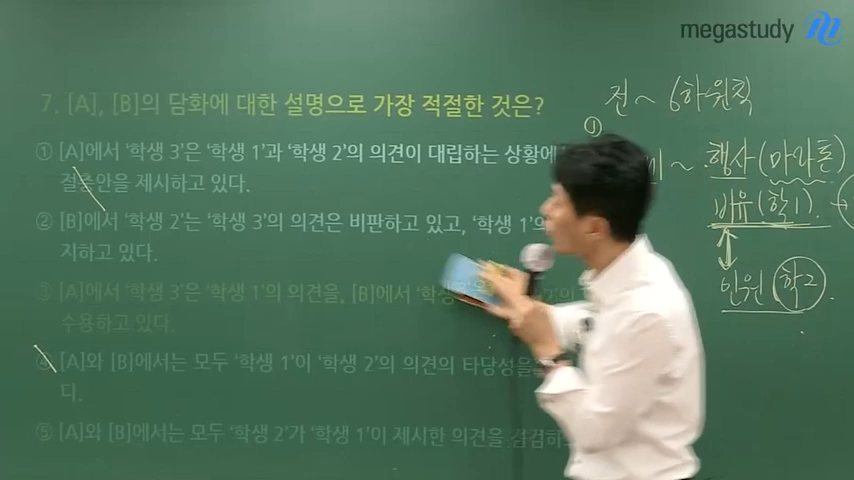 megastudy
7. [A], [B]의 담화에 대한 설명으로 가장 적절한 것은?
① [A]에서 '학생 3'은 '학생 1'과 '학생 2'의 의견이 대립하는 상황에
절충안을 제시하고 있다.
② [B]에서 '학생 2'는 '학생 3'의 의견은 비판하고 있고, '학생 1'의
지하고 있다.
③ [A]에서 '학생 3'은 '학생 1'의 의견을, [B]에서 '학생
수용하고 있다.
④ [A]와 [B]에서는 모두 '학생 1'이 '학생 2'의 의견의 타당성을
다.
⑤ [A]와 [B]에서는 모두 '학생 2'가 '학생 1'이 제시한 의견을 점검하
전~ 6하원칙
①
~ 행사(마라톤)
비유(학1).
인원(학2).